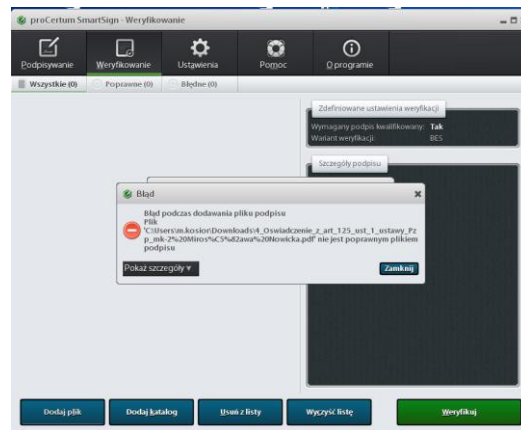 proCertum SmartSign - Weryfikowanie
Podpisywanie
Weryfikowanie
Ustawienia
Pomoc
O programie
Wszystkie (0)
Poprawne (0)
Błędne (0)
Zdefiniowane ustawienia weryfikacji
Wymagany podpis kwalifikowany: Tak
Wariant weryfikacji: BES
Szczegóły podpisu
Błąd
Błąd podczas dodawania pliku podpisu
Plik
'C:\Users\m.kosior\Downloads\4_Oswiadczenie_z_art_125_ust_1_ustawy_Pz
p_mk-2%20Miros%C5%82awa%20Nowicka.pdf' nie jest poprawnym plikiem
podpisu
Pokaż szczegóły
Zamknij
Dodaj plik
Dodaj katalog
Usuń z listy
Wyczyść listę
Weryfikuj